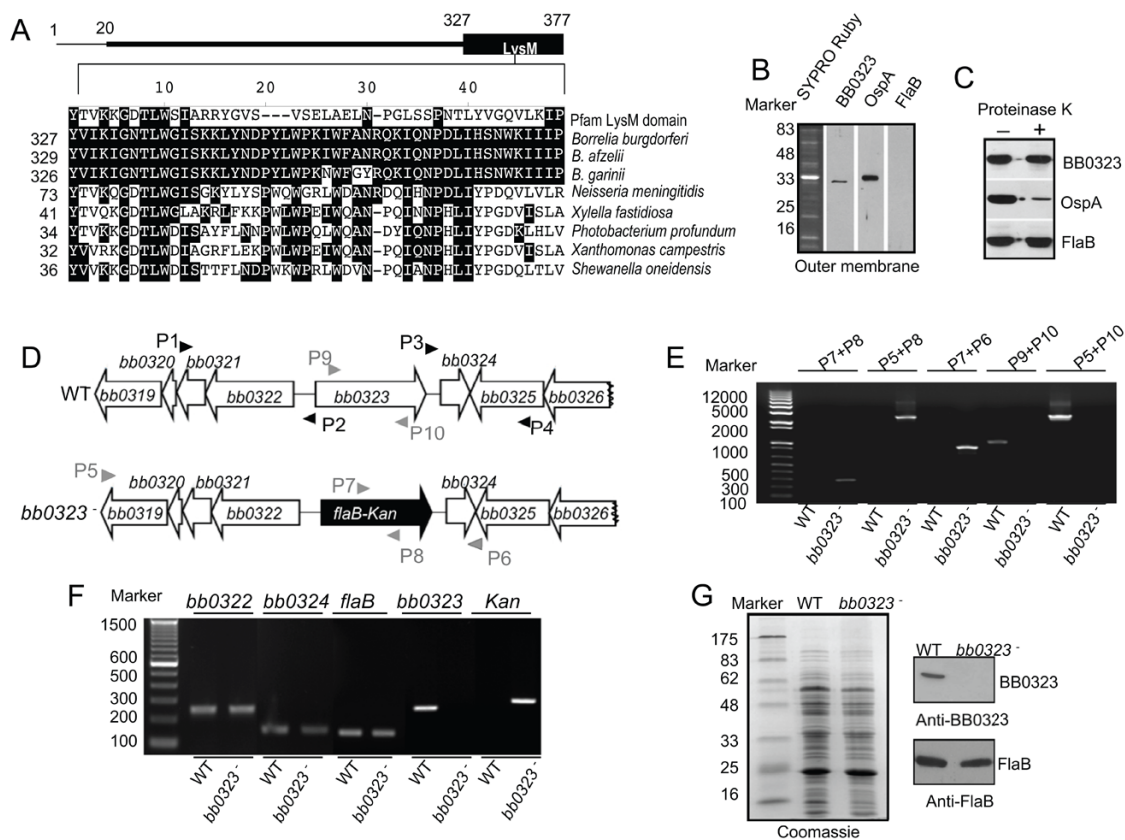 A
1 20 327 377
LysM
10 20 30 40
YTVKKGDTLWSIARRYGVS---VSELAELN-PGLSSPNTLYVGQVLKIP Pfam LysM domain
327 YVIKIGNTLWSISKKLYNDPYLWPKIWFANRQKIQNPDLIHSNWKIIIP Borrelia burgdorferi
329 YVIKIGNTLWSISKKLYNDPYLWPKIWFANRQKIQNPDLIHSNWKIIIP B. afzelii
326 YVIKIGNTLWSISKKLYNDPYLWPKNWFGYRQKIQNPDLIHSNWKIIIP B. garinii
73 YTVKQGDTLWGISGKYLYSPWQWGRLWDANRDQIHNPDLIYPDQVLVLR Neisseria meningitidis
41 YTVQKGDTLWGLAKRLFKKPWLWPEIWQAN-PQINNPHLIYPGDVISLA Xylella fastidiosa
34 YVVQKGDTLWDISAYFLNNPWLWPQLWQAN-PQIANPHLIYPGDKLHLV Photobacterium profundum
32 YVVRKGDTLWDIAGRFLEKPWLWPEIWQAN-PQIRNPHLIYPGDVISLA Xanthomonas campestris
36 YVVKKGDTLWDISTTFLNDPWKWPRLWDVN-PQIANPHLIYPGDQLTLV Shewanella oneidensis
B
SYPRO Ruby
BB0323
OspA
FlaB
Marker
83
48
33
25
16
Outer membrane
C
Proteinase K
− +
BB0323
OspA
FlaB
D
P1 P9 P3
bb0320 bb0321 bb0324
WT bb0319 bb0322 bb0323 bb0325 bb0326
P2 P10 P4
P5 P7
bb0320 bb0321 bb0324
bb0323 - bb0319 bb0322 flaB-Kan bb0325 bb0326
P8 P6
E
Marker P7+P8 P5+P8 P7+P6 P9+P10 P5+P10
12000
5000
2000
1000
500
300
100
WT bb0323- WT bb0323- WT bb0323- WT bb0323- WT bb0323-
F
Marker bb0322 bb0324 flaB bb0323 Kan
1500
600
300
200
100
WT bb0323- WT bb0323- WT bb0323- WT bb0323- WT bb0323-
G
Marker WT bb0323 -
175
83
62
48
33
25
16
Coomassie
WT bb0323 -
BB0323
Anti-BB0323
FlaB
Anti-FlaB